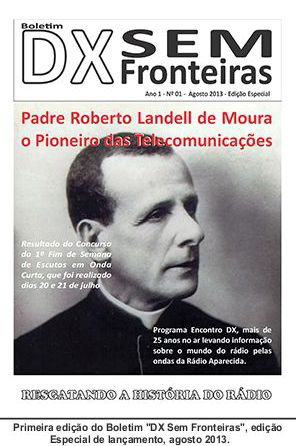 Boletim
DX SEM
Fronteiras
Ano 1 - Nº 01 - Agosto 2013 - Edição Especial
Padre Roberto Landell de Moura
o Pioneiro das Telecomunicações
Resultado do Concurso
do 1º Fim de Semana
de Escutas em Onda
Curta, que foi realizado
dias 20 e 21 de julho
Programa Encontro DX, mais de
25 anos no ar levando informação
sobre o mundo do rádio pelas
ondas da Rádio Aparecida.
RESGATANDO A HISTÓRIA DO RÁDIO
Primeira edição do Boletim "DX Sem Fronteiras", edição
Especial de lançamento, agosto 2013.